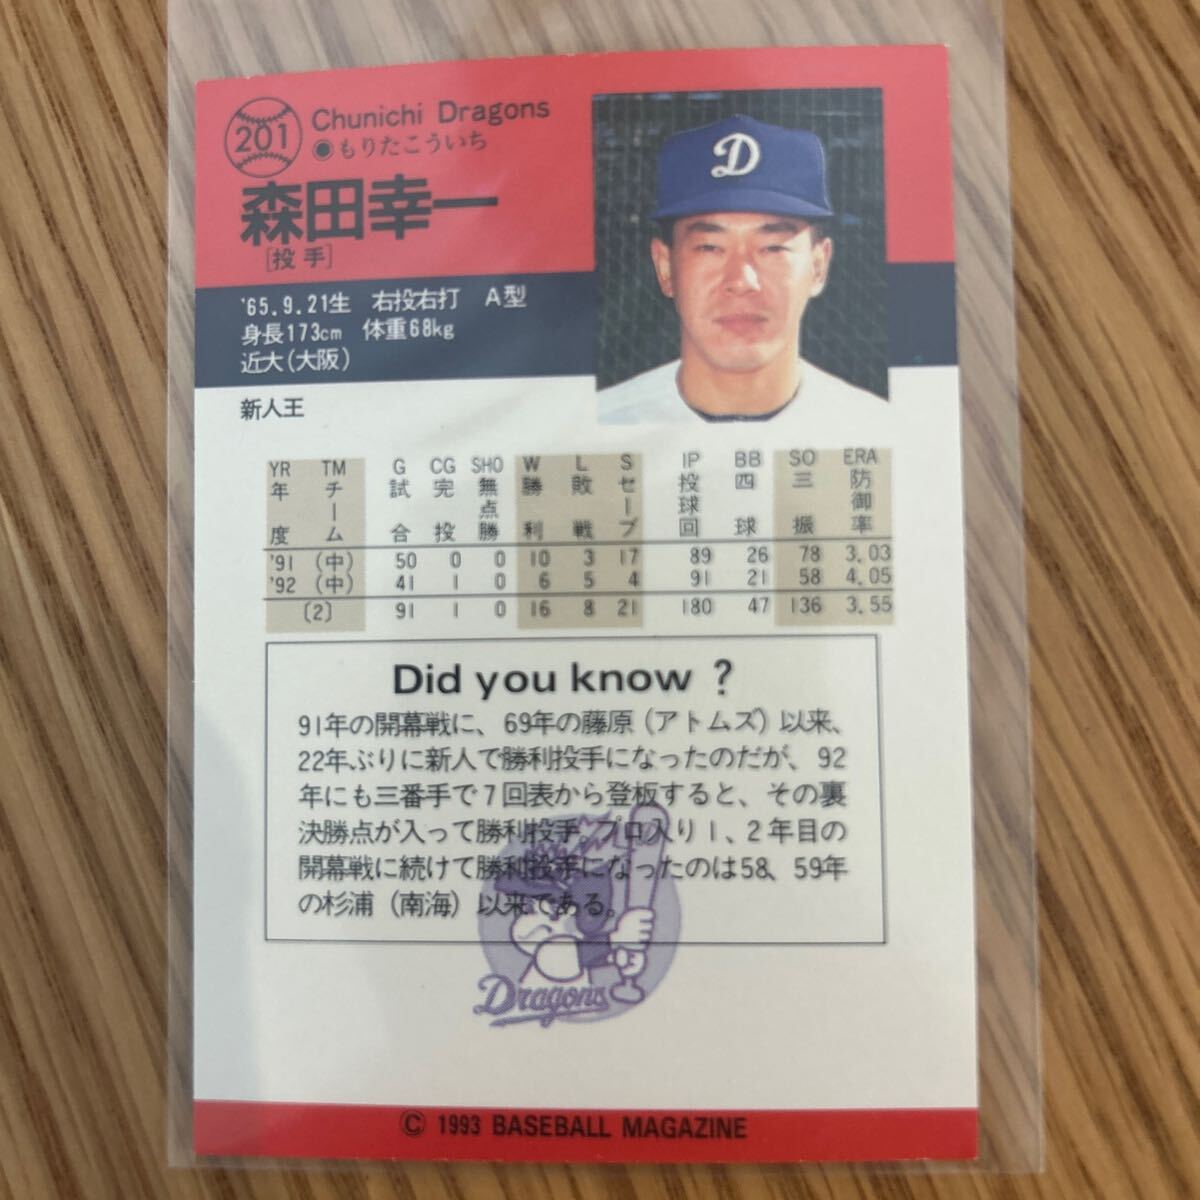 201
Chunichi Dragons
●もりたこういち
森田幸一
[投手]
D
'65.9.21生 右投右打 A型
身長173cm 体重68kg
近大(大阪)
新人王
YR TM G CG SHO W L S IP BB SO ERA
年度 チーム 試合 完投 無点勝 勝利 敗戦 セーブ 投球回 四球 三振 防御率
'91 (中) 50 0 0 10 3 17 89 26 78 3.03
'92 (中) 41 1 0 6 5 4 91 21 58 4.05
(2) 91 1 0 16 8 21 180 47 136 3.55
Did you know ?
91年の開幕戦に、69年の藤原(アトムズ)以来、
22年ぶりに新人で勝利投手になったのだが、92
年にも三番手で7回表から登板すると、その裏
決勝点が入って勝利投手。プロ入り1、2年目の
開幕戦に続けて勝利投手になったのは58、59年
の杉浦(南海)以来である。
Dragons
© 1993 BASEBALL MAGAZINE